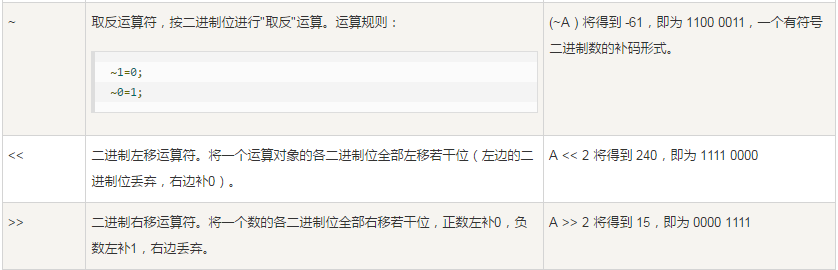 ~
取反运算符，按二进制位进行"取反"运算。运算规则：
~1=0;
~0=1;
(~A ) 将得到 -61，即为 1100 0011，一个有符号
二进制数的补码形式。
<<
二进制左移运算符。将一个运算对象的各二进制位全部左移若干位（左边的二
进制位丢弃，右边补0）。
A << 2 将得到 240，即为 1111 0000
>>
二进制右移运算符。将一个数的各二进制位全部右移若干位，正数左补0，负
数左补1，右边丢弃。
A >> 2 将得到 15，即为 0000 1111